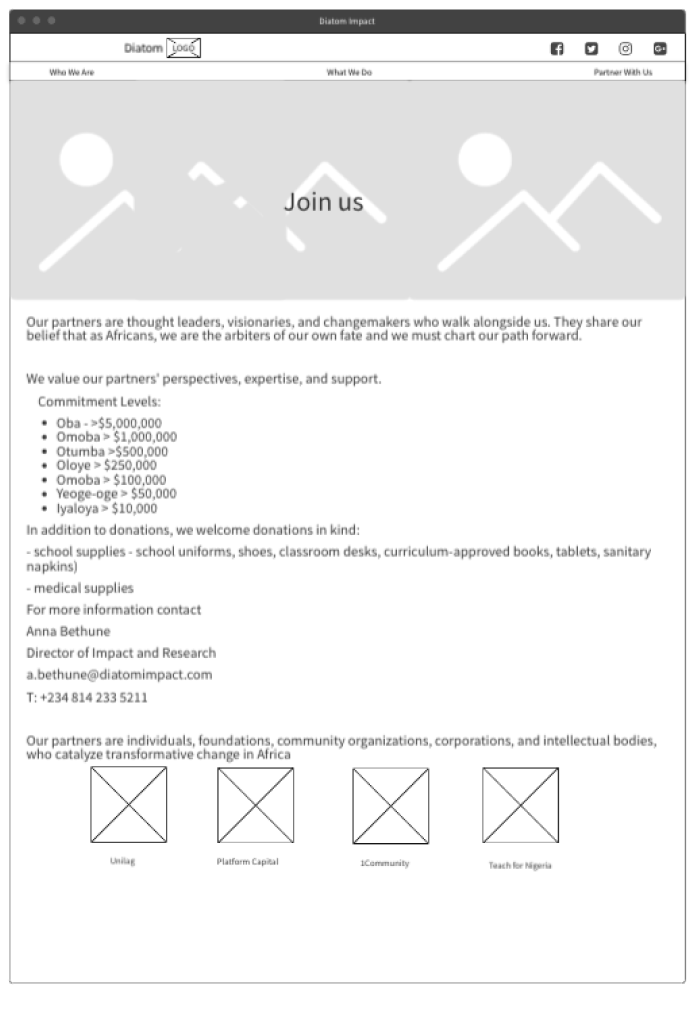 Diatom Impact
Diatom LOGO
Who We Are What We Do Partner With Us
Join us
Our partners are thought leaders, visionaries, and changemakers who walk alongside us. They share our
belief that as Africans, we are the arbiters of our own fate and we must chart our path forward.
We value our partners' perspectives, expertise, and support.
Commitment Levels:
• Oba - >$5,000,000
• Omoba > $1,000,000
• Otumba >$500,000
• Oloye > $250,000
• Omoba > $100,000
• Yeoge-oge > $50,000
• Iyaloya > $10,000
In addition to donations, we welcome donations in kind:
- school supplies - school uniforms, shoes, classroom desks, curriculum-approved books, tablets, sanitary
napkins)
- medical supplies
For more information contact
Anna Bethune
Director of Impact and Research
a.bethune@diatomimpact.com
T: +234 814 233 5211
Our partners are individuals, foundations, community organizations, corporations, and intellectual bodies,
who catalyze transformative change in Africa
Unilag Platform Capital 1Community Teach for Nigeria